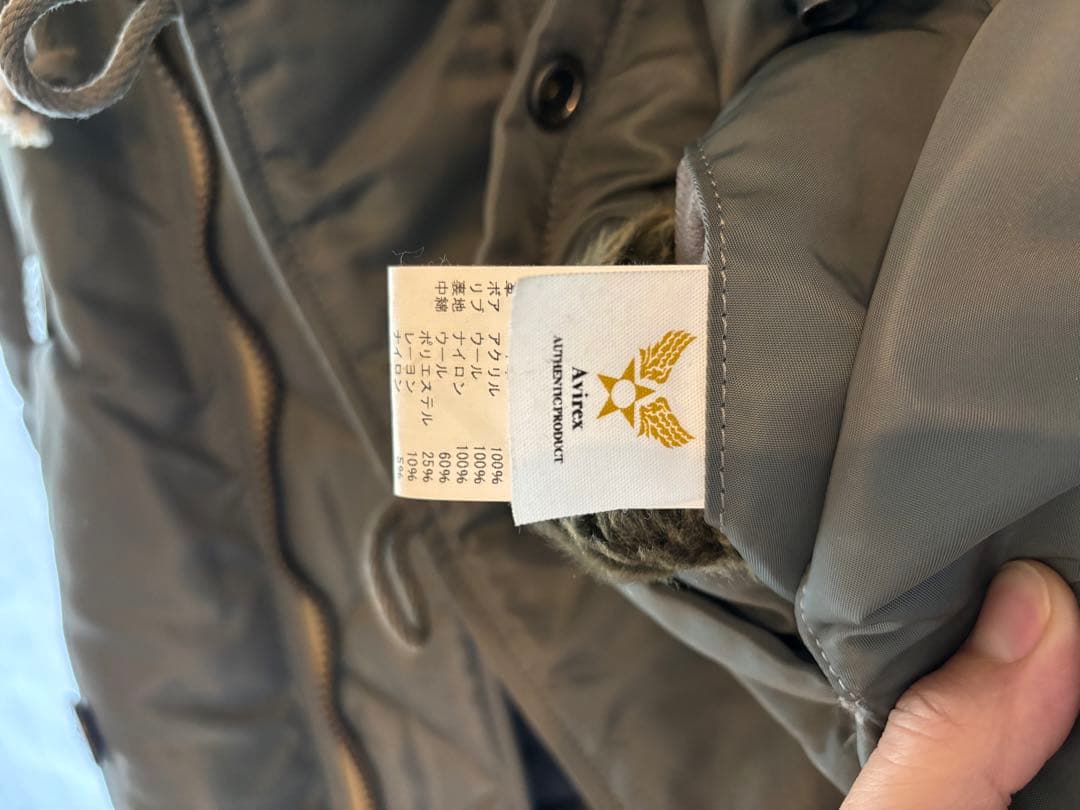 Avirex
AUTHENTIC PRODUCT
ボア アクリル 100%
リブ ウール 100%
裏地 ナイロン 100%
中綿 ウール 60%
ポリエステル 25%
レーヨン 10%
ナイロン 5%